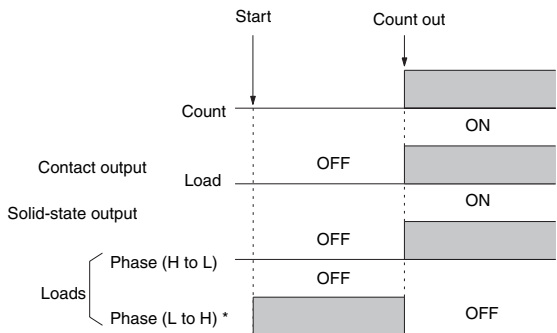 Start
Count out
Count
ON
Contact output
OFF
Load
ON
Solid-state output
OFF
Phase (H to L)
OFF
Loads
Phase (L to H) *
OFF